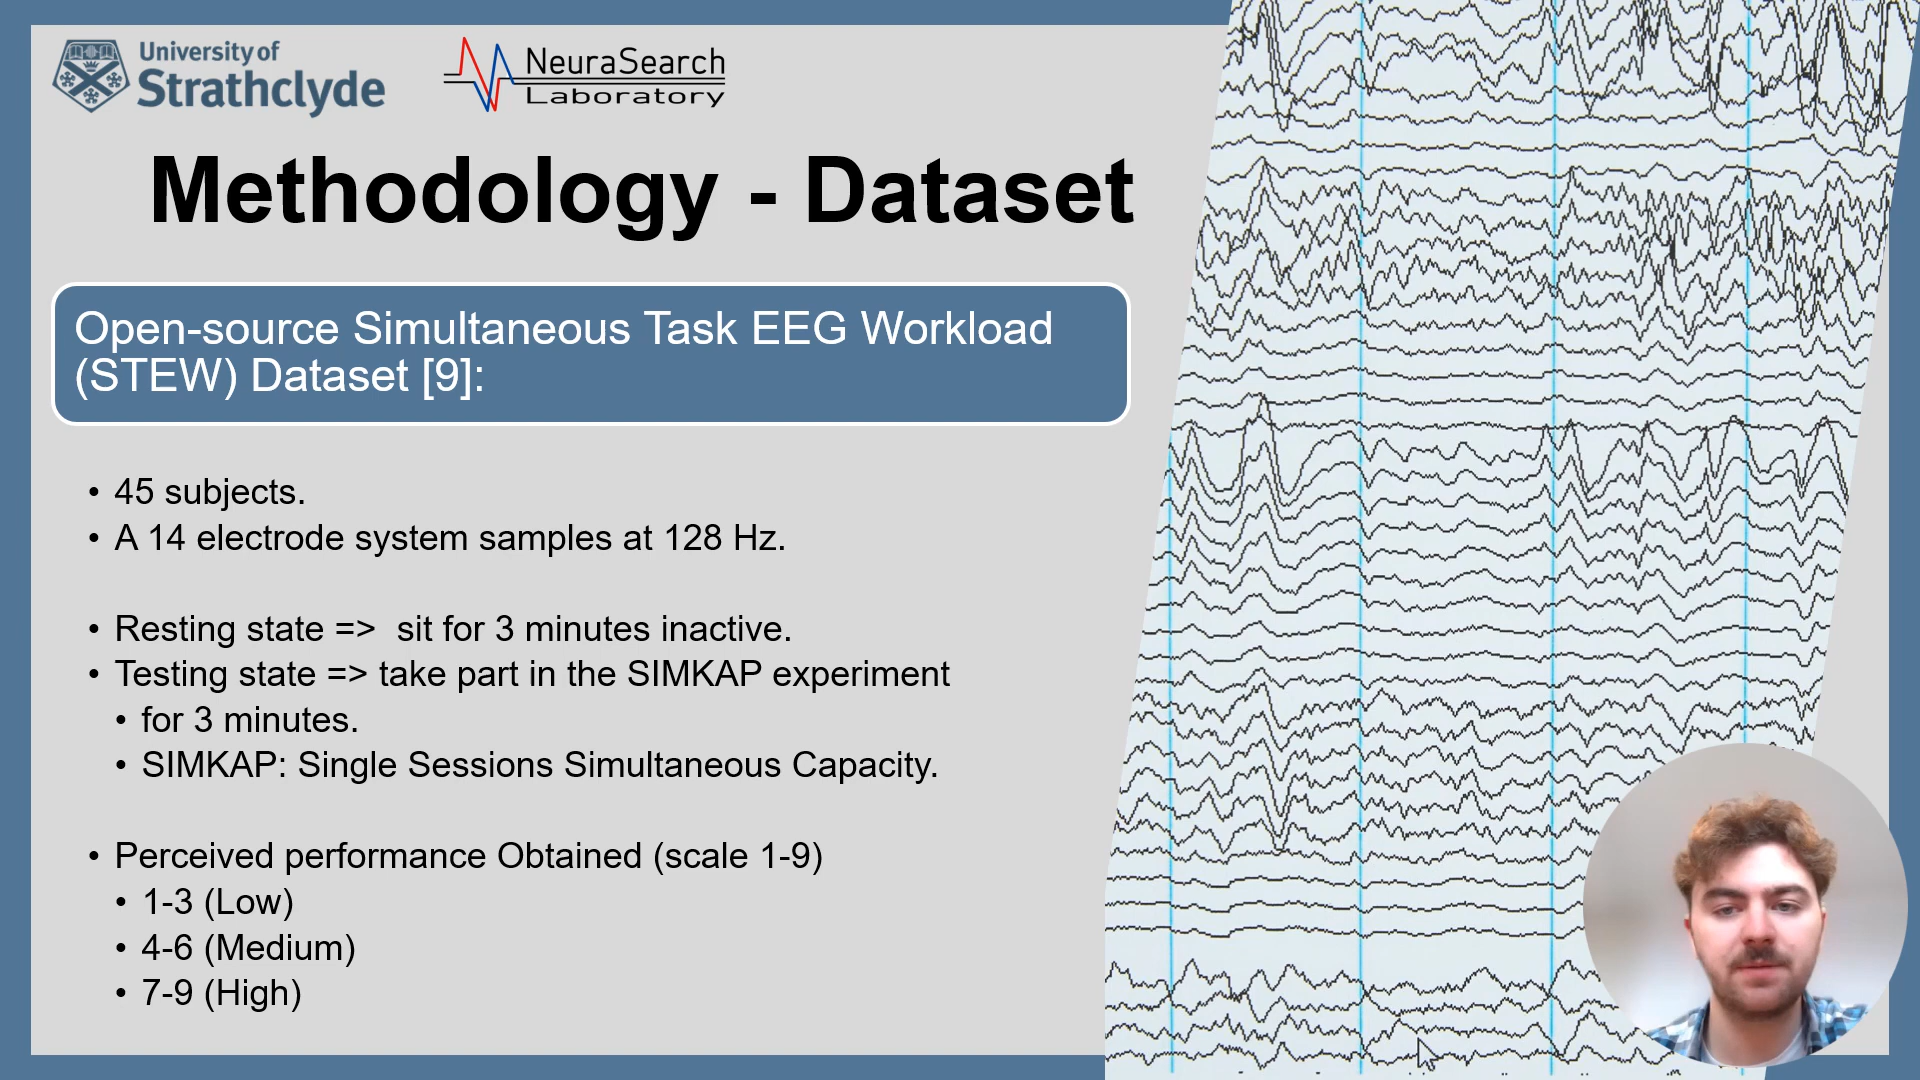 University of
Strathclyde
NeuraSearch
Laboratory
Methodology - Dataset
Open-source Simultaneous Task EEG Workload
(STEW) Dataset [9]:
• 45 subjects.
• A 14 electrode system samples at 128 Hz.
• Resting state => sit for 3 minutes inactive.
• Testing state => take part in the SIMKAP experiment
• for 3 minutes.
• SIMKAP: Single Sessions Simultaneous Capacity.
• Perceived performance Obtained (scale 1-9)
• 1-3 (Low)
• 4-6 (Medium)
• 7-9 (High)